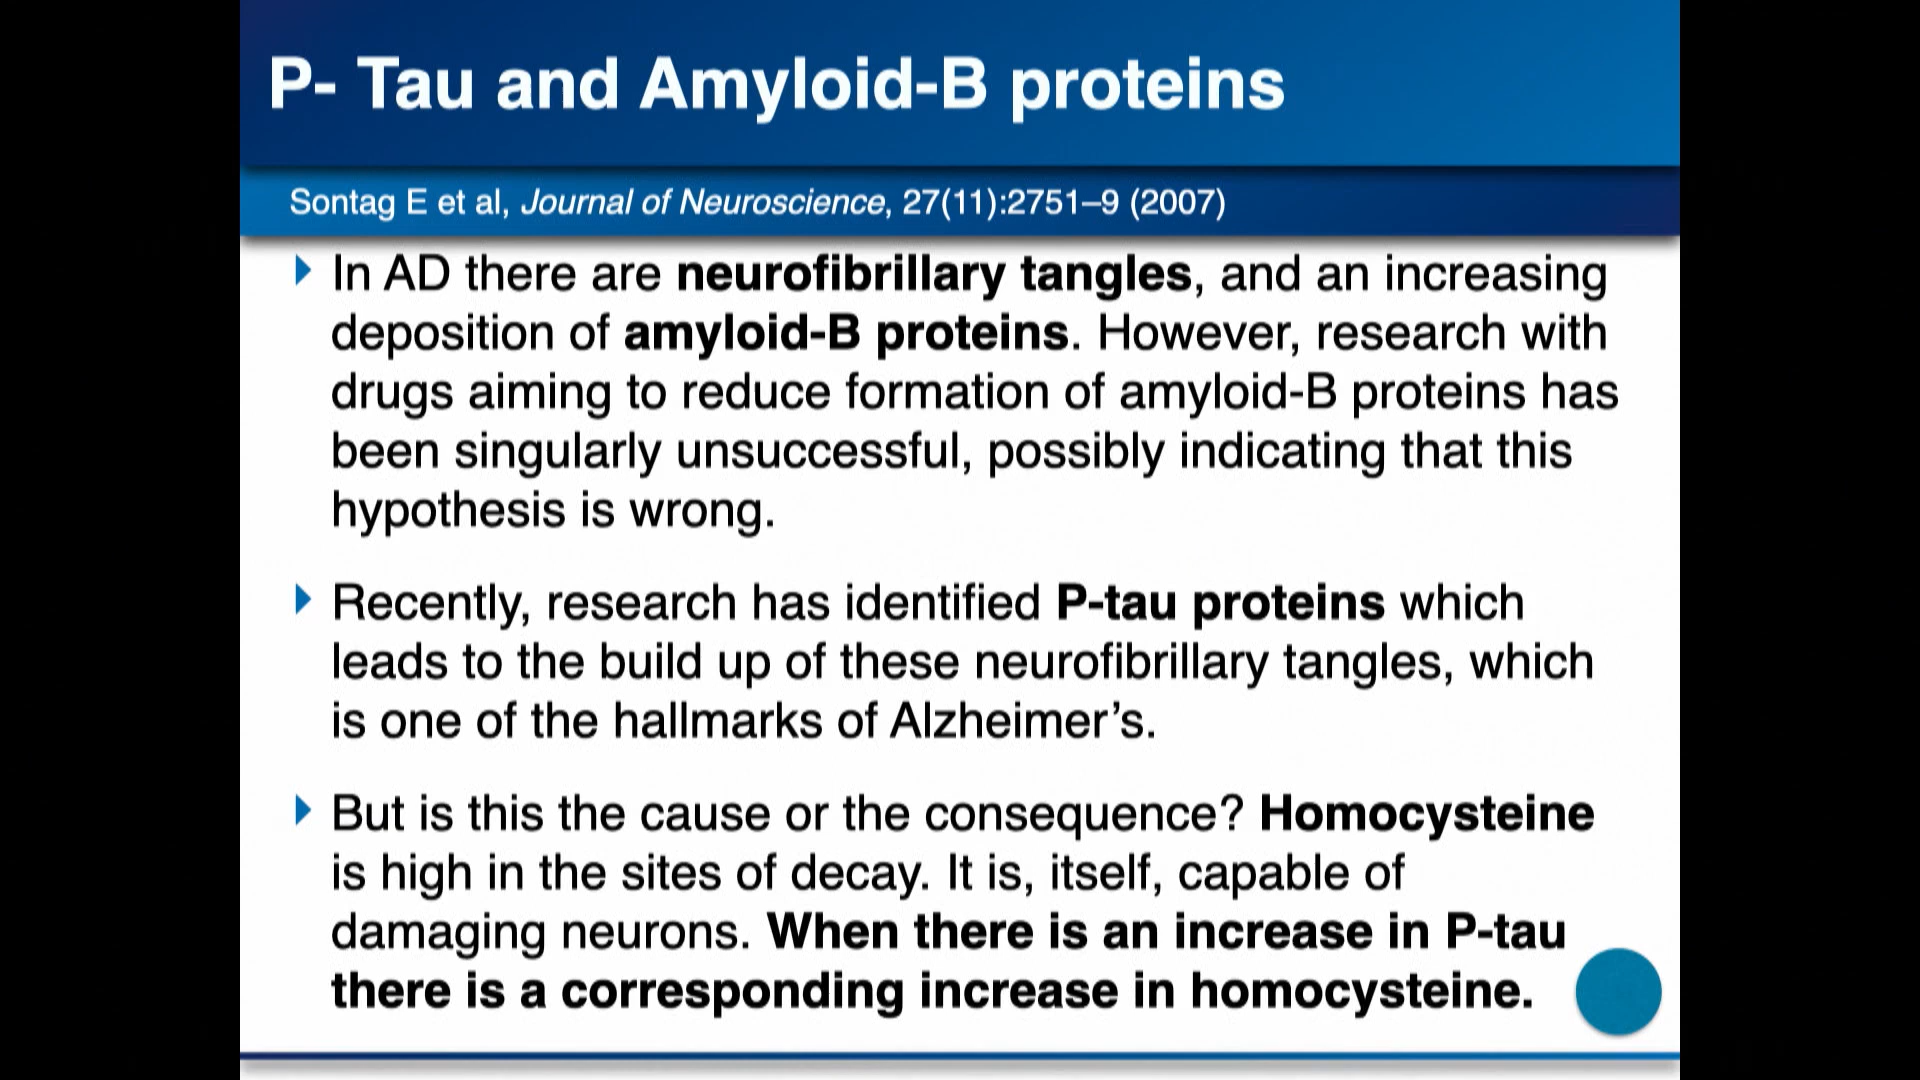 P- Tau and Amyloid-B proteins
Sontag E et al, Journal of Neuroscience, 27(11):2751–9 (2007)
In AD there are neurofibrillary tangles, and an increasing
deposition of amyloid-B proteins. However, research with
drugs aiming to reduce formation of amyloid-B proteins has
been singularly unsuccessful, possibly indicating that this
hypothesis is wrong.
Recently, research has identified P-tau proteins which
leads to the build up of these neurofibrillary tangles, which
is one of the hallmarks of Alzheimer’s.
But is this the cause or the consequence? Homocysteine
is high in the sites of decay. It is, itself, capable of
damaging neurons. When there is an increase in P-tau
there is a corresponding increase in homocysteine.